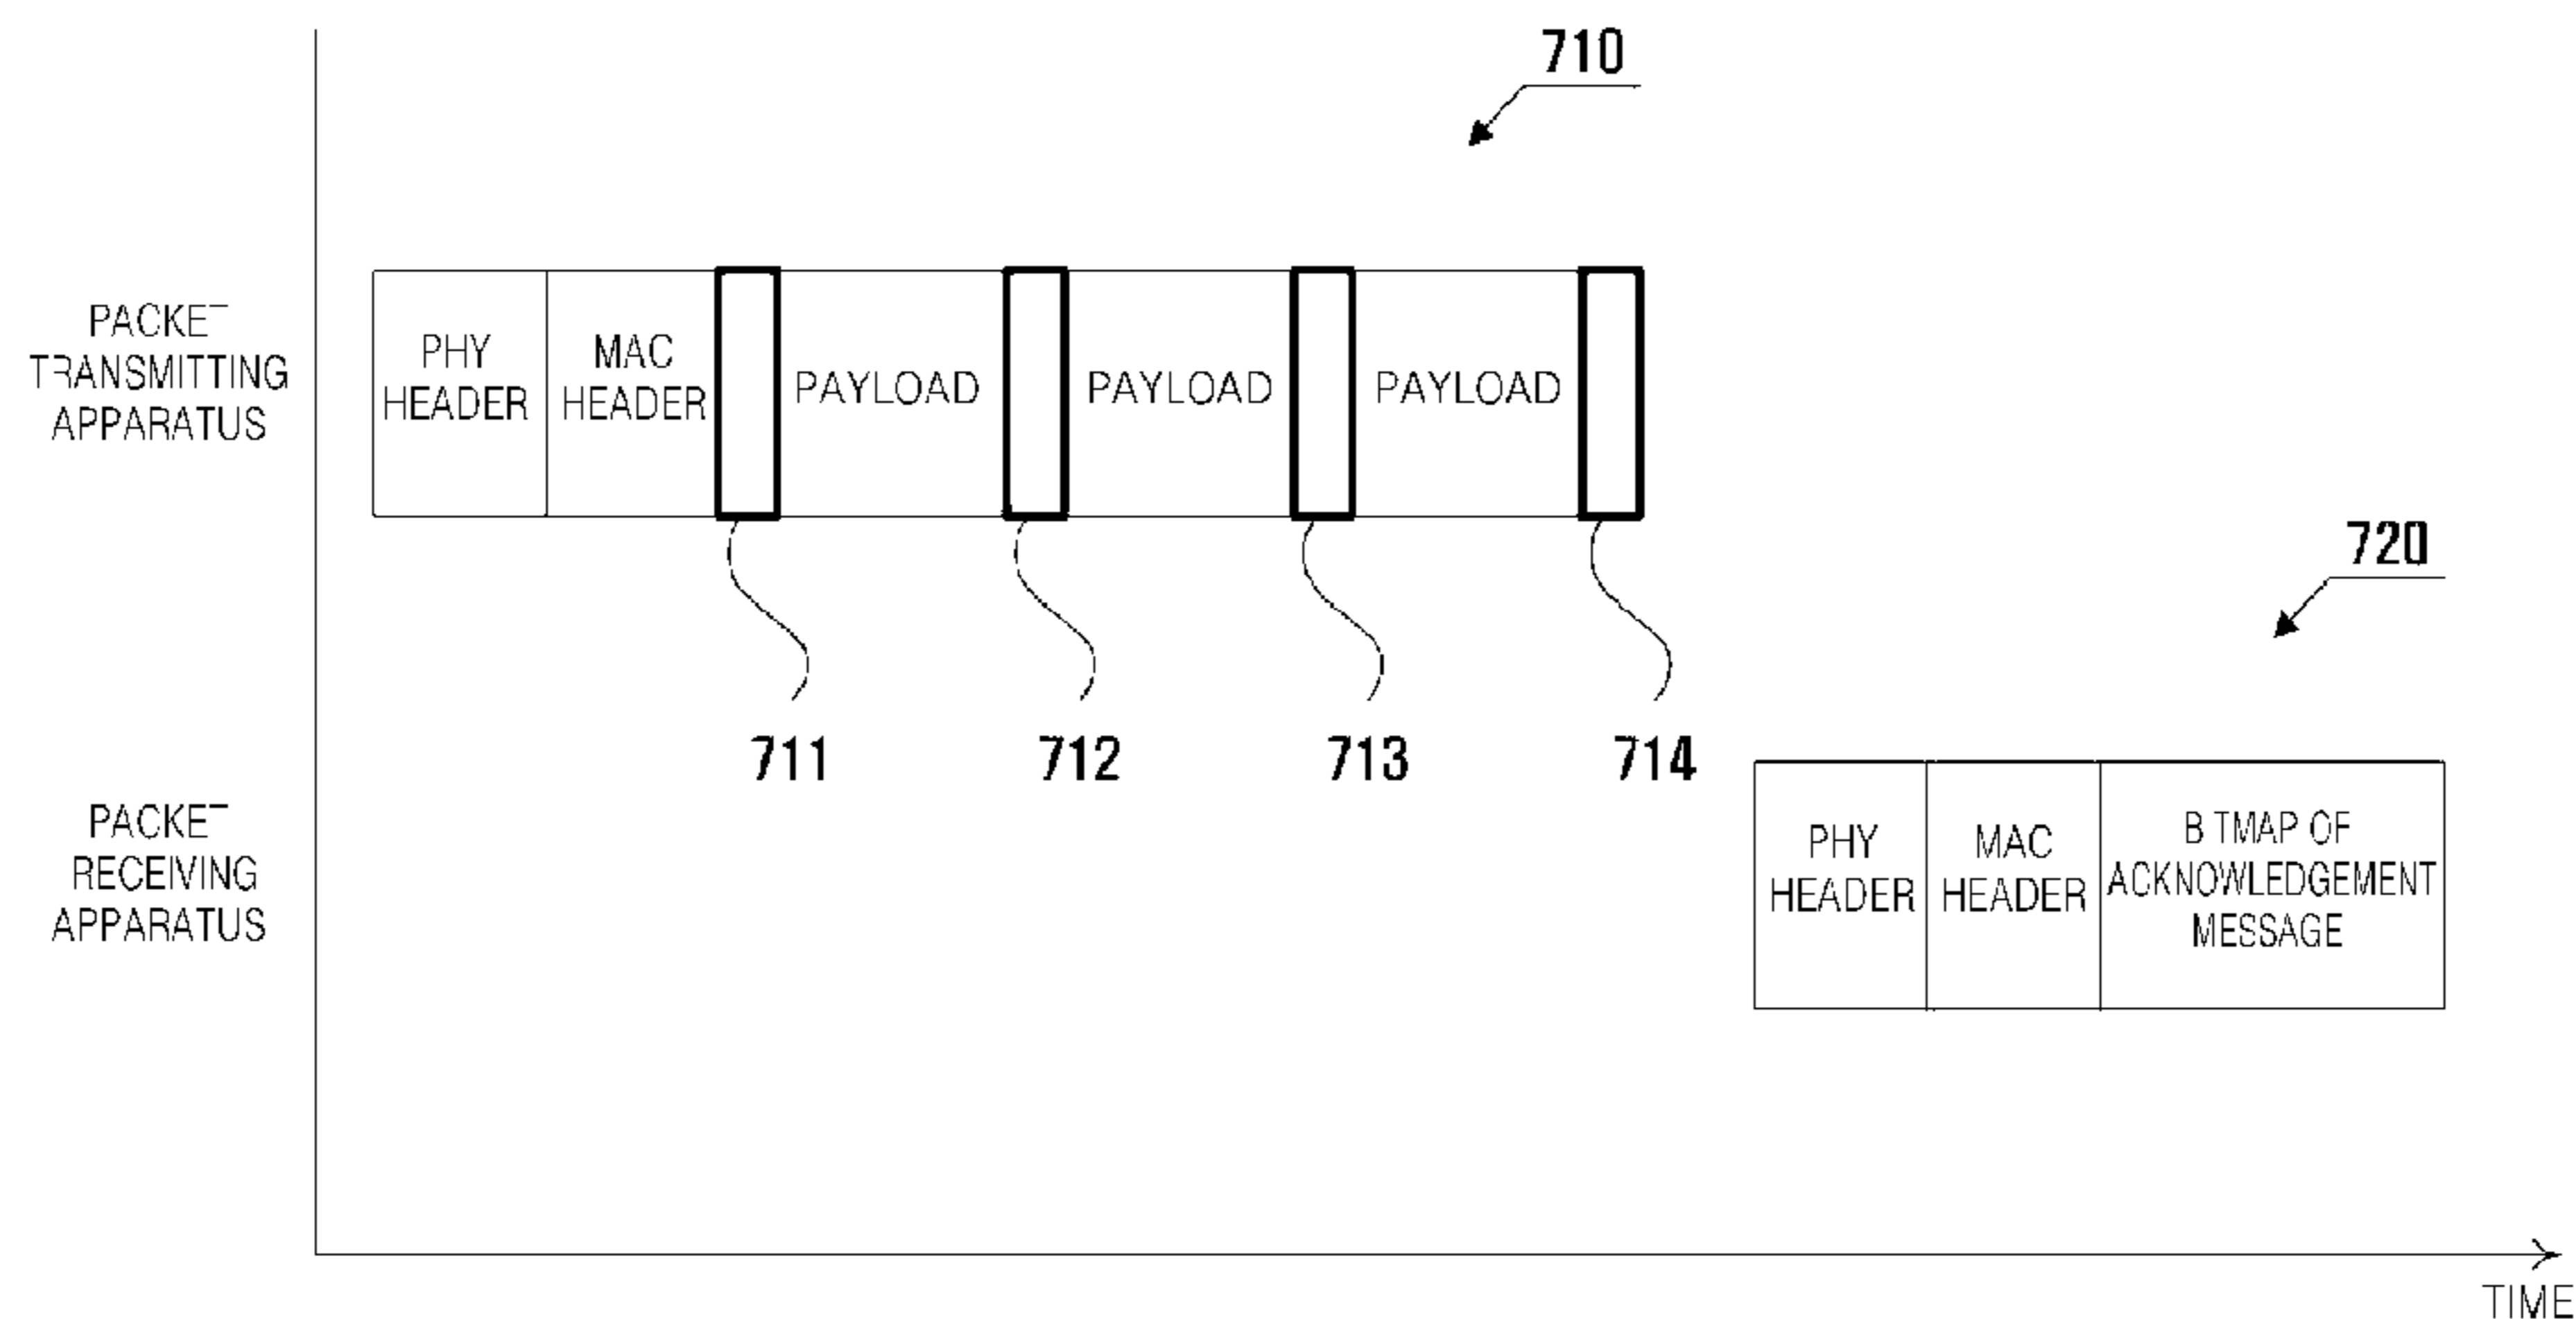 710
PACKET
TRANSMITTING
APPARATUS
PHY
HEADER
MAC
HEADER
PAYLOAD
PAYLOAD
PAYLOAD
711
712
713
714
720
PACKET
RECEIVING
APPARATUS
PHY
HEADER
MAC
HEADER
BITMAP OF
ACKNOWLEDGEMENT
MESSAGE
TIME